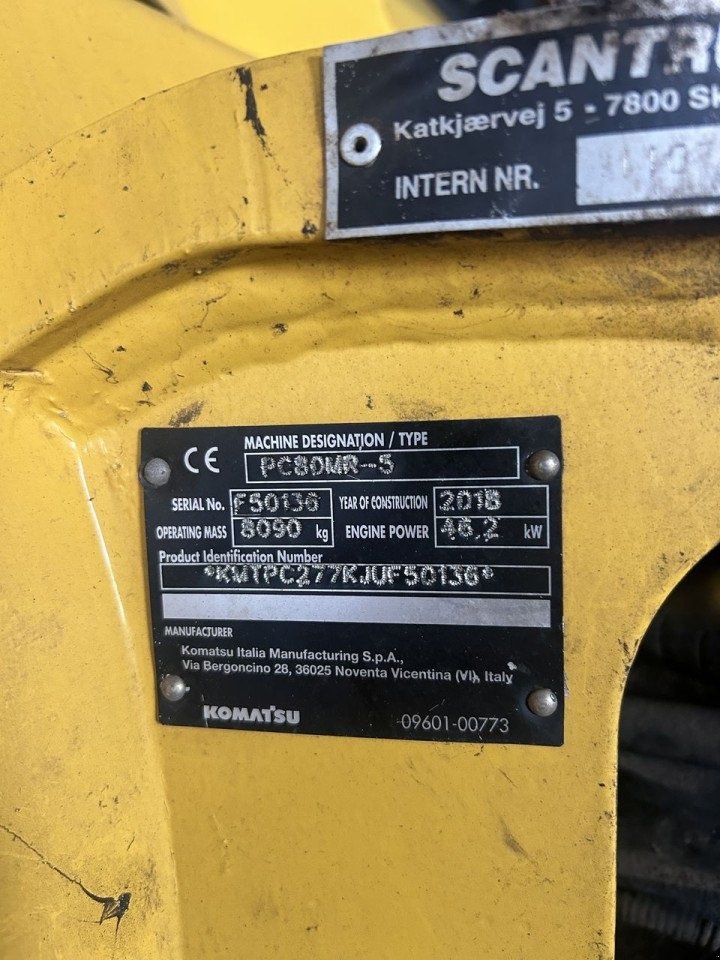 SCANTR
Katkjærvej 5 - 7800 S
INTERN NR.
CE
MACHINE DESIGNATION / TYPE
PC80MR-5
SERIAL No. F50136 YEAR OF CONSTRUCTION 2018
OPERATING MASS 8090 kg ENGINE POWER 46,2 kW
Product Identification Number
*KMTPC277KJUF50136*
MANUFACTURER
Komatsu Italia Manufacturing S.p.A.,
Via Bergoncino 28, 36025 Noventa Vicentina (VI), Italy
KOMATSU 09601-00773